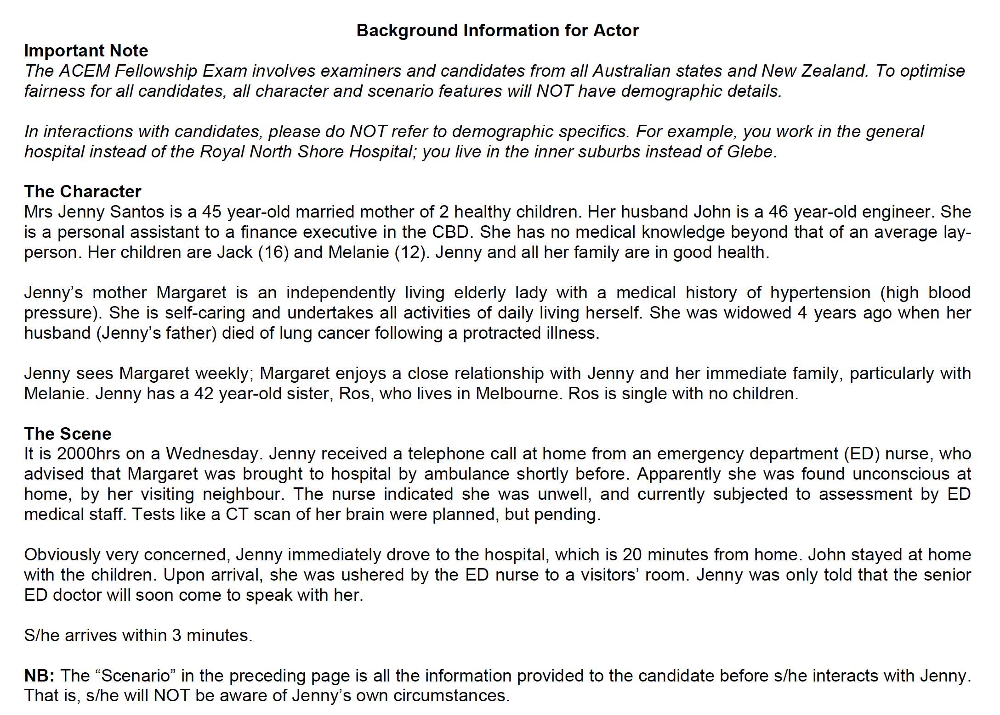 Background Information for Actor
Important Note
The ACEM Fellowship Exam involves examiners and candidates from all Australian states and New Zealand. To optimise
fairness for all candidates, all character and scenario features will NOT have demographic details.
In interactions with candidates, please do NOT refer to demographic specifics. For example, you work in the general
hospital instead of the Royal North Shore Hospital; you live in the inner suburbs instead of Glebe.
The Character
Mrs Jenny Santos is a 45 year-old married mother of 2 healthy children. Her husband John is a 46 year-old engineer. She
is a personal assistant to a finance executive in the CBD. She has no medical knowledge beyond that of an average lay-
person. Her children are Jack (16) and Melanie (12). Jenny and all her family are in good health.
Jenny’s mother Margaret is an independently living elderly lady with a medical history of hypertension (high blood
pressure). She is self-caring and undertakes all activities of daily living herself. She was widowed 4 years ago when her
husband (Jenny’s father) died of lung cancer following a protracted illness.
Jenny sees Margaret weekly; Margaret enjoys a close relationship with Jenny and her immediate family, particularly with
Melanie. Jenny has a 42 year-old sister, Ros, who lives in Melbourne. Ros is single with no children.
The Scene
It is 2000hrs on a Wednesday. Jenny received a telephone call at home from an emergency department (ED) nurse, who
advised that Margaret was brought to hospital by ambulance shortly before. Apparently she was found unconscious at
home, by her visiting neighbour. The nurse indicated she was unwell, and currently subjected to assessment by ED
medical staff. Tests like a CT scan of her brain were planned, but pending.
Obviously very concerned, Jenny immediately drove to the hospital, which is 20 minutes from home. John stayed at home
with the children. Upon arrival, she was ushered by the ED nurse to a visitors’ room. Jenny was only told that the senior
ED doctor will soon come to speak with her.
S/he arrives within 3 minutes.
NB: The “Scenario” in the preceding page is all the information provided to the candidate before s/he interacts with Jenny.
That is, s/he will NOT be aware of Jenny’s own circumstances.